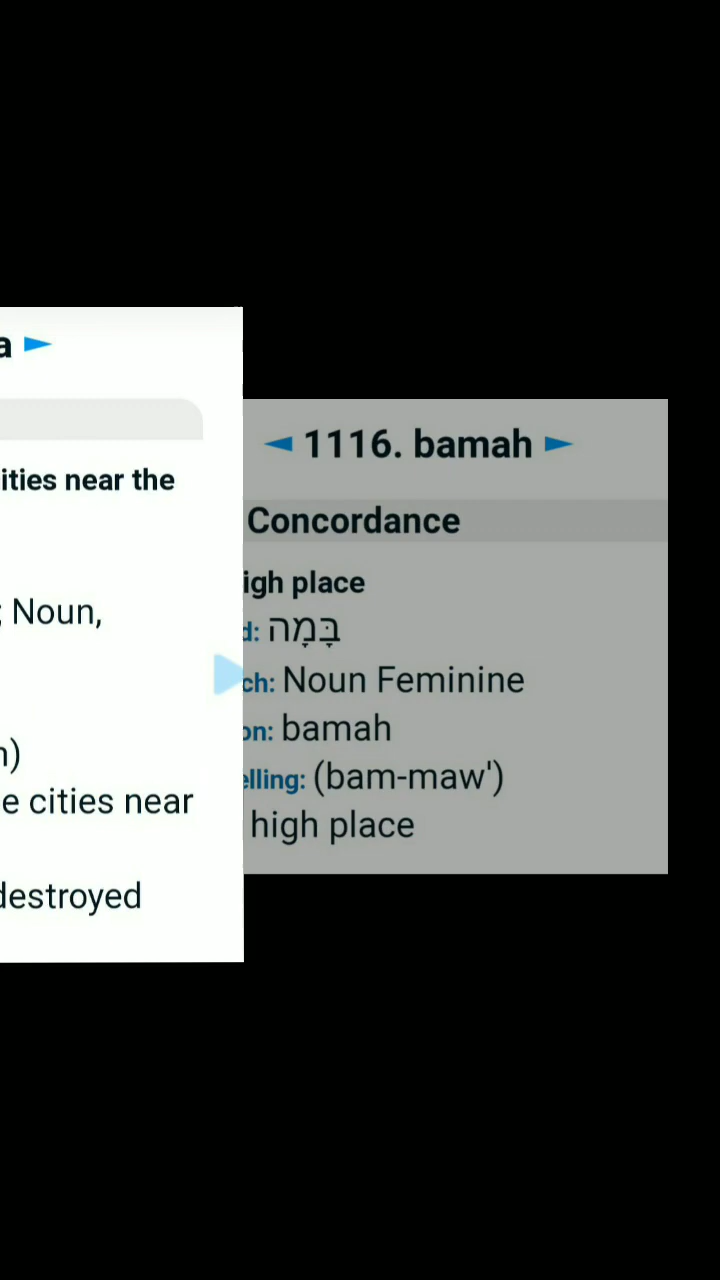 a ►
ities near the
; Noun,
)
e cities near
destroyed
◄ 1116. bamah ►
Concordance
igh place
d: בָּמָה
ch: Noun Feminine
on: bamah
elling: (bam-maw')
high place